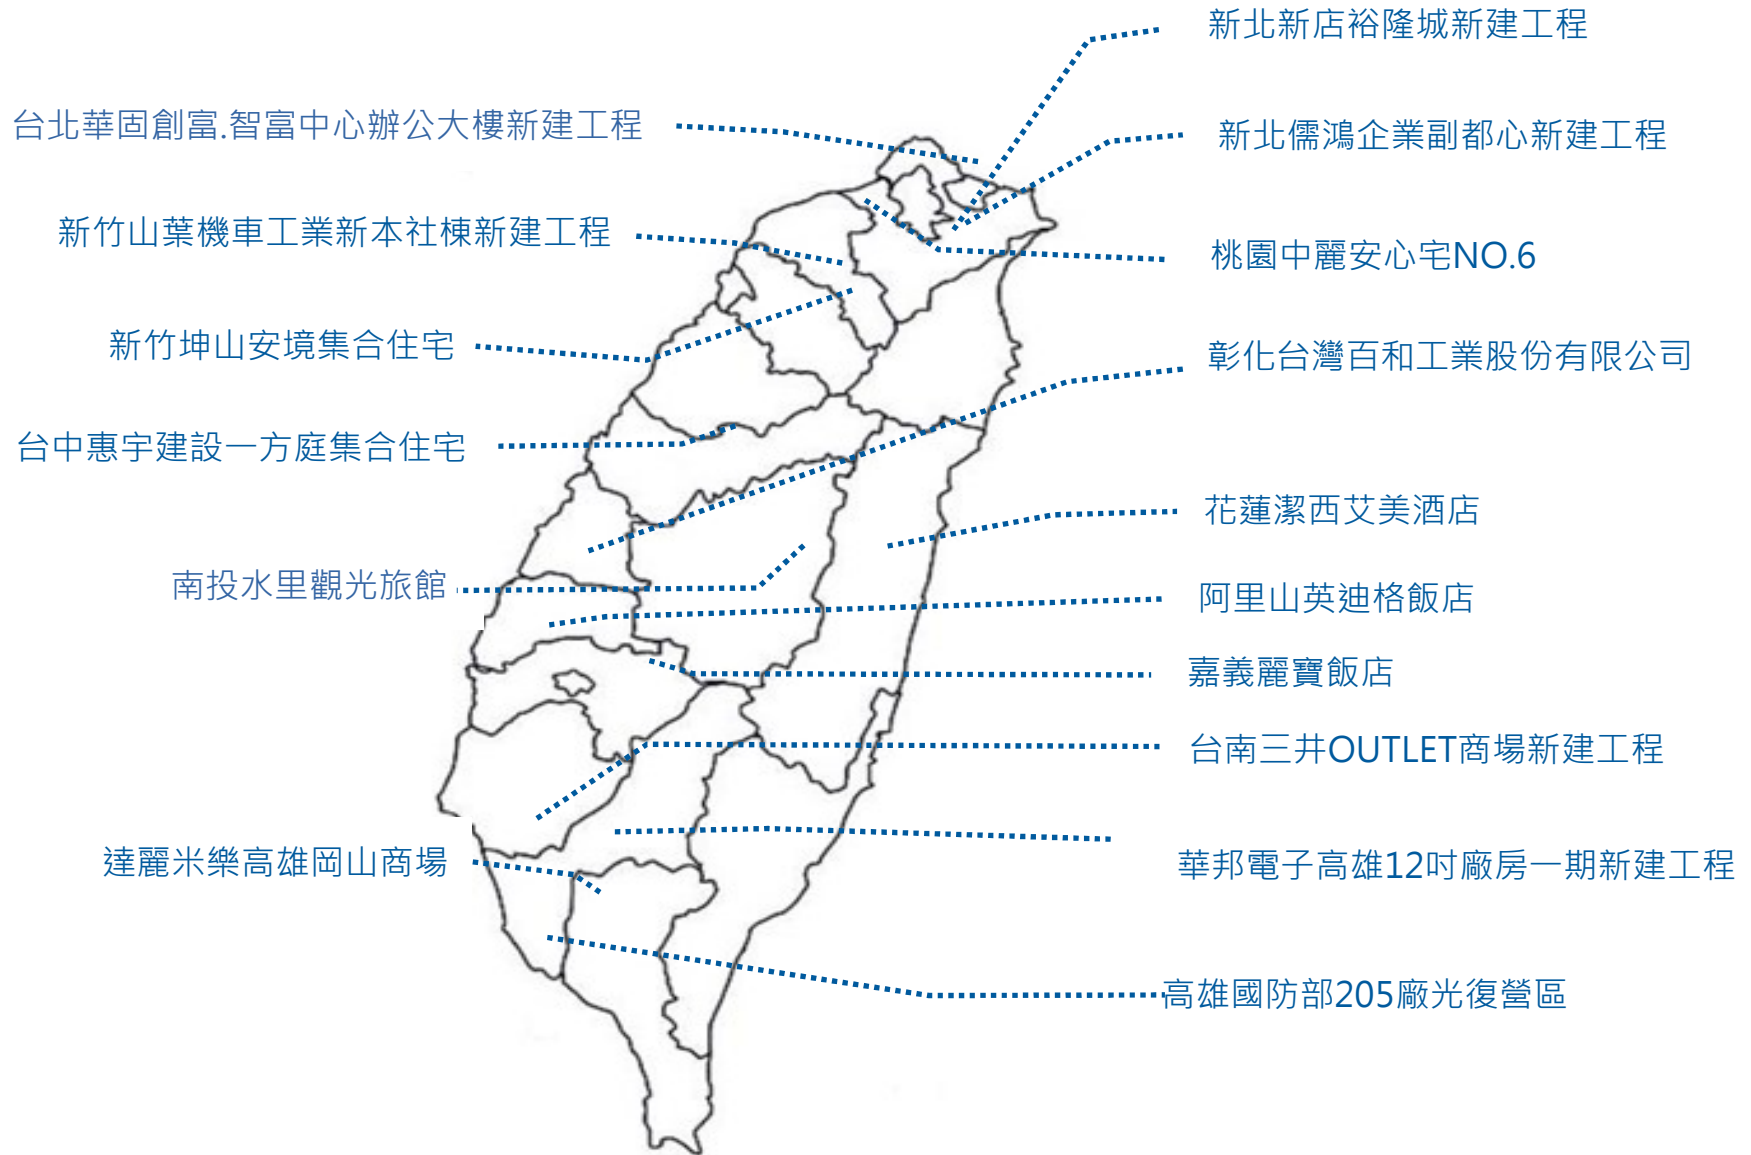 新北新店裕隆城新建工程
台北華固創富.智富中心辦公大樓新建工程
新北儒鴻企業副都心新建工程
新竹山葉機車工業新本社棟新建工程
桃園中麗安心宅NO.6
新竹坤山安境集合住宅
彰化台灣百和工業股份有限公司
台中惠宇建設一方庭集合住宅
花蓮潔西艾美酒店
南投水里觀光旅館
阿里山英迪格飯店
嘉義麗寶飯店
台南三井OUTLET商場新建工程
達麗米樂高雄岡山商場
華邦電子高雄12吋廠房一期新建工程
高雄國防部205廠光復營區